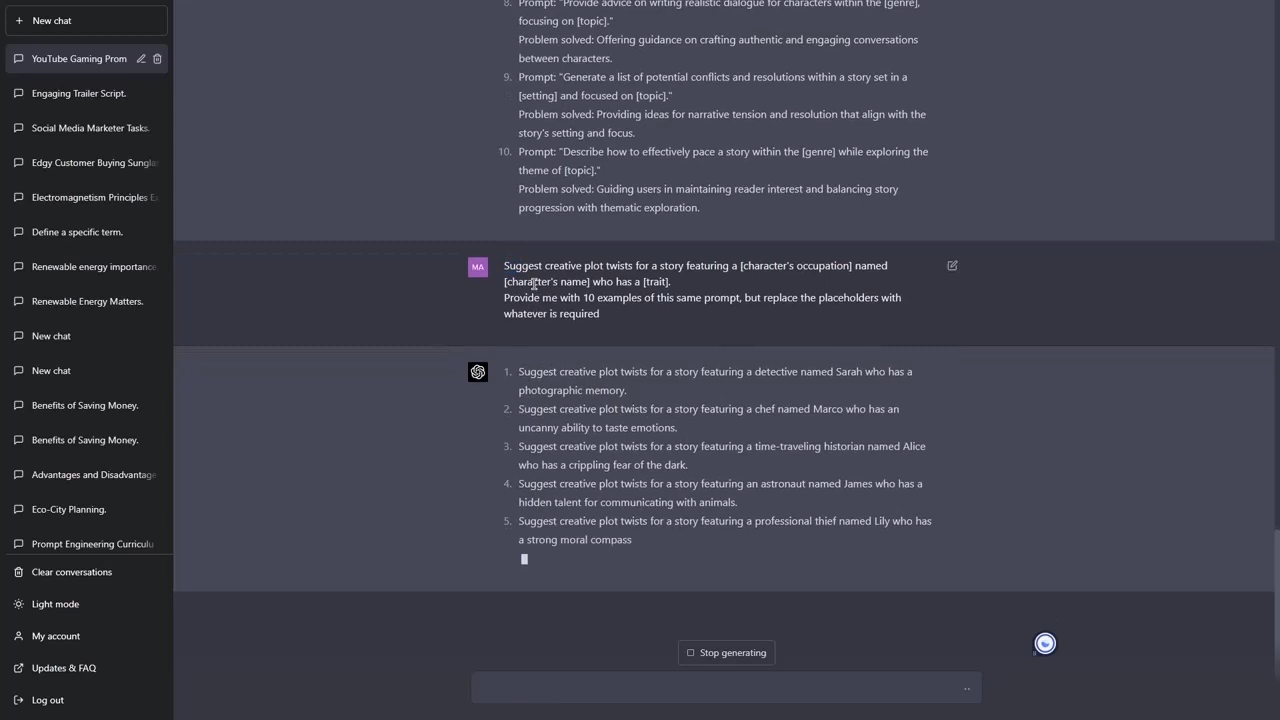 New chat
YouTube Gaming Prom
Engaging Trailer Script.
Social Media Marketer Tasks.
Edgy Customer Buying Sungla
Electromagnetism Principles E
Define a specific term.
Renewable energy importance
Renewable Energy Matters.
New chat
New chat
Benefits of Saving Money.
Benefits of Saving Money.
Advantages and Disadvantage
Eco-City Planning.
Prompt Engineering Curriculu
Clear conversations
Light mode
My account
Updates & FAQ
Log out
8. Prompt: "Provide advice on writing realistic dialogue for characters within the [genre],
focusing on [topic]."
Problem solved: Offering guidance on crafting authentic and engaging conversations
between characters.
9. Prompt: "Generate a list of potential conflicts and resolutions within a story set in a
[setting] and focused on [topic]."
Problem solved: Providing ideas for narrative tension and resolution that align with the
story's setting and focus.
10. Prompt: "Describe how to effectively pace a story within the [genre] while exploring the
theme of [topic]."
Problem solved: Guiding users in maintaining reader interest and balancing story
progression with thematic exploration.
MA
Suggest creative plot twists for a story featuring a [character's occupation] named
[character's name] who has a [trait].
Provide me with 10 examples of this same prompt, but replace the placeholders with
whatever is required
1. Suggest creative plot twists for a story featuring a detective named Sarah who has a
photographic memory.
2. Suggest creative plot twists for a story featuring a chef named Marco who has an
uncanny ability to taste emotions.
3. Suggest creative plot twists for a story featuring a time-traveling historian named Alice
who has a crippling fear of the dark.
4. Suggest creative plot twists for a story featuring an astronaut named James who has a
hidden talent for communicating with animals.
5. Suggest creative plot twists for a story featuring a professional thief named Lily who has
a strong moral compass
Stop generating